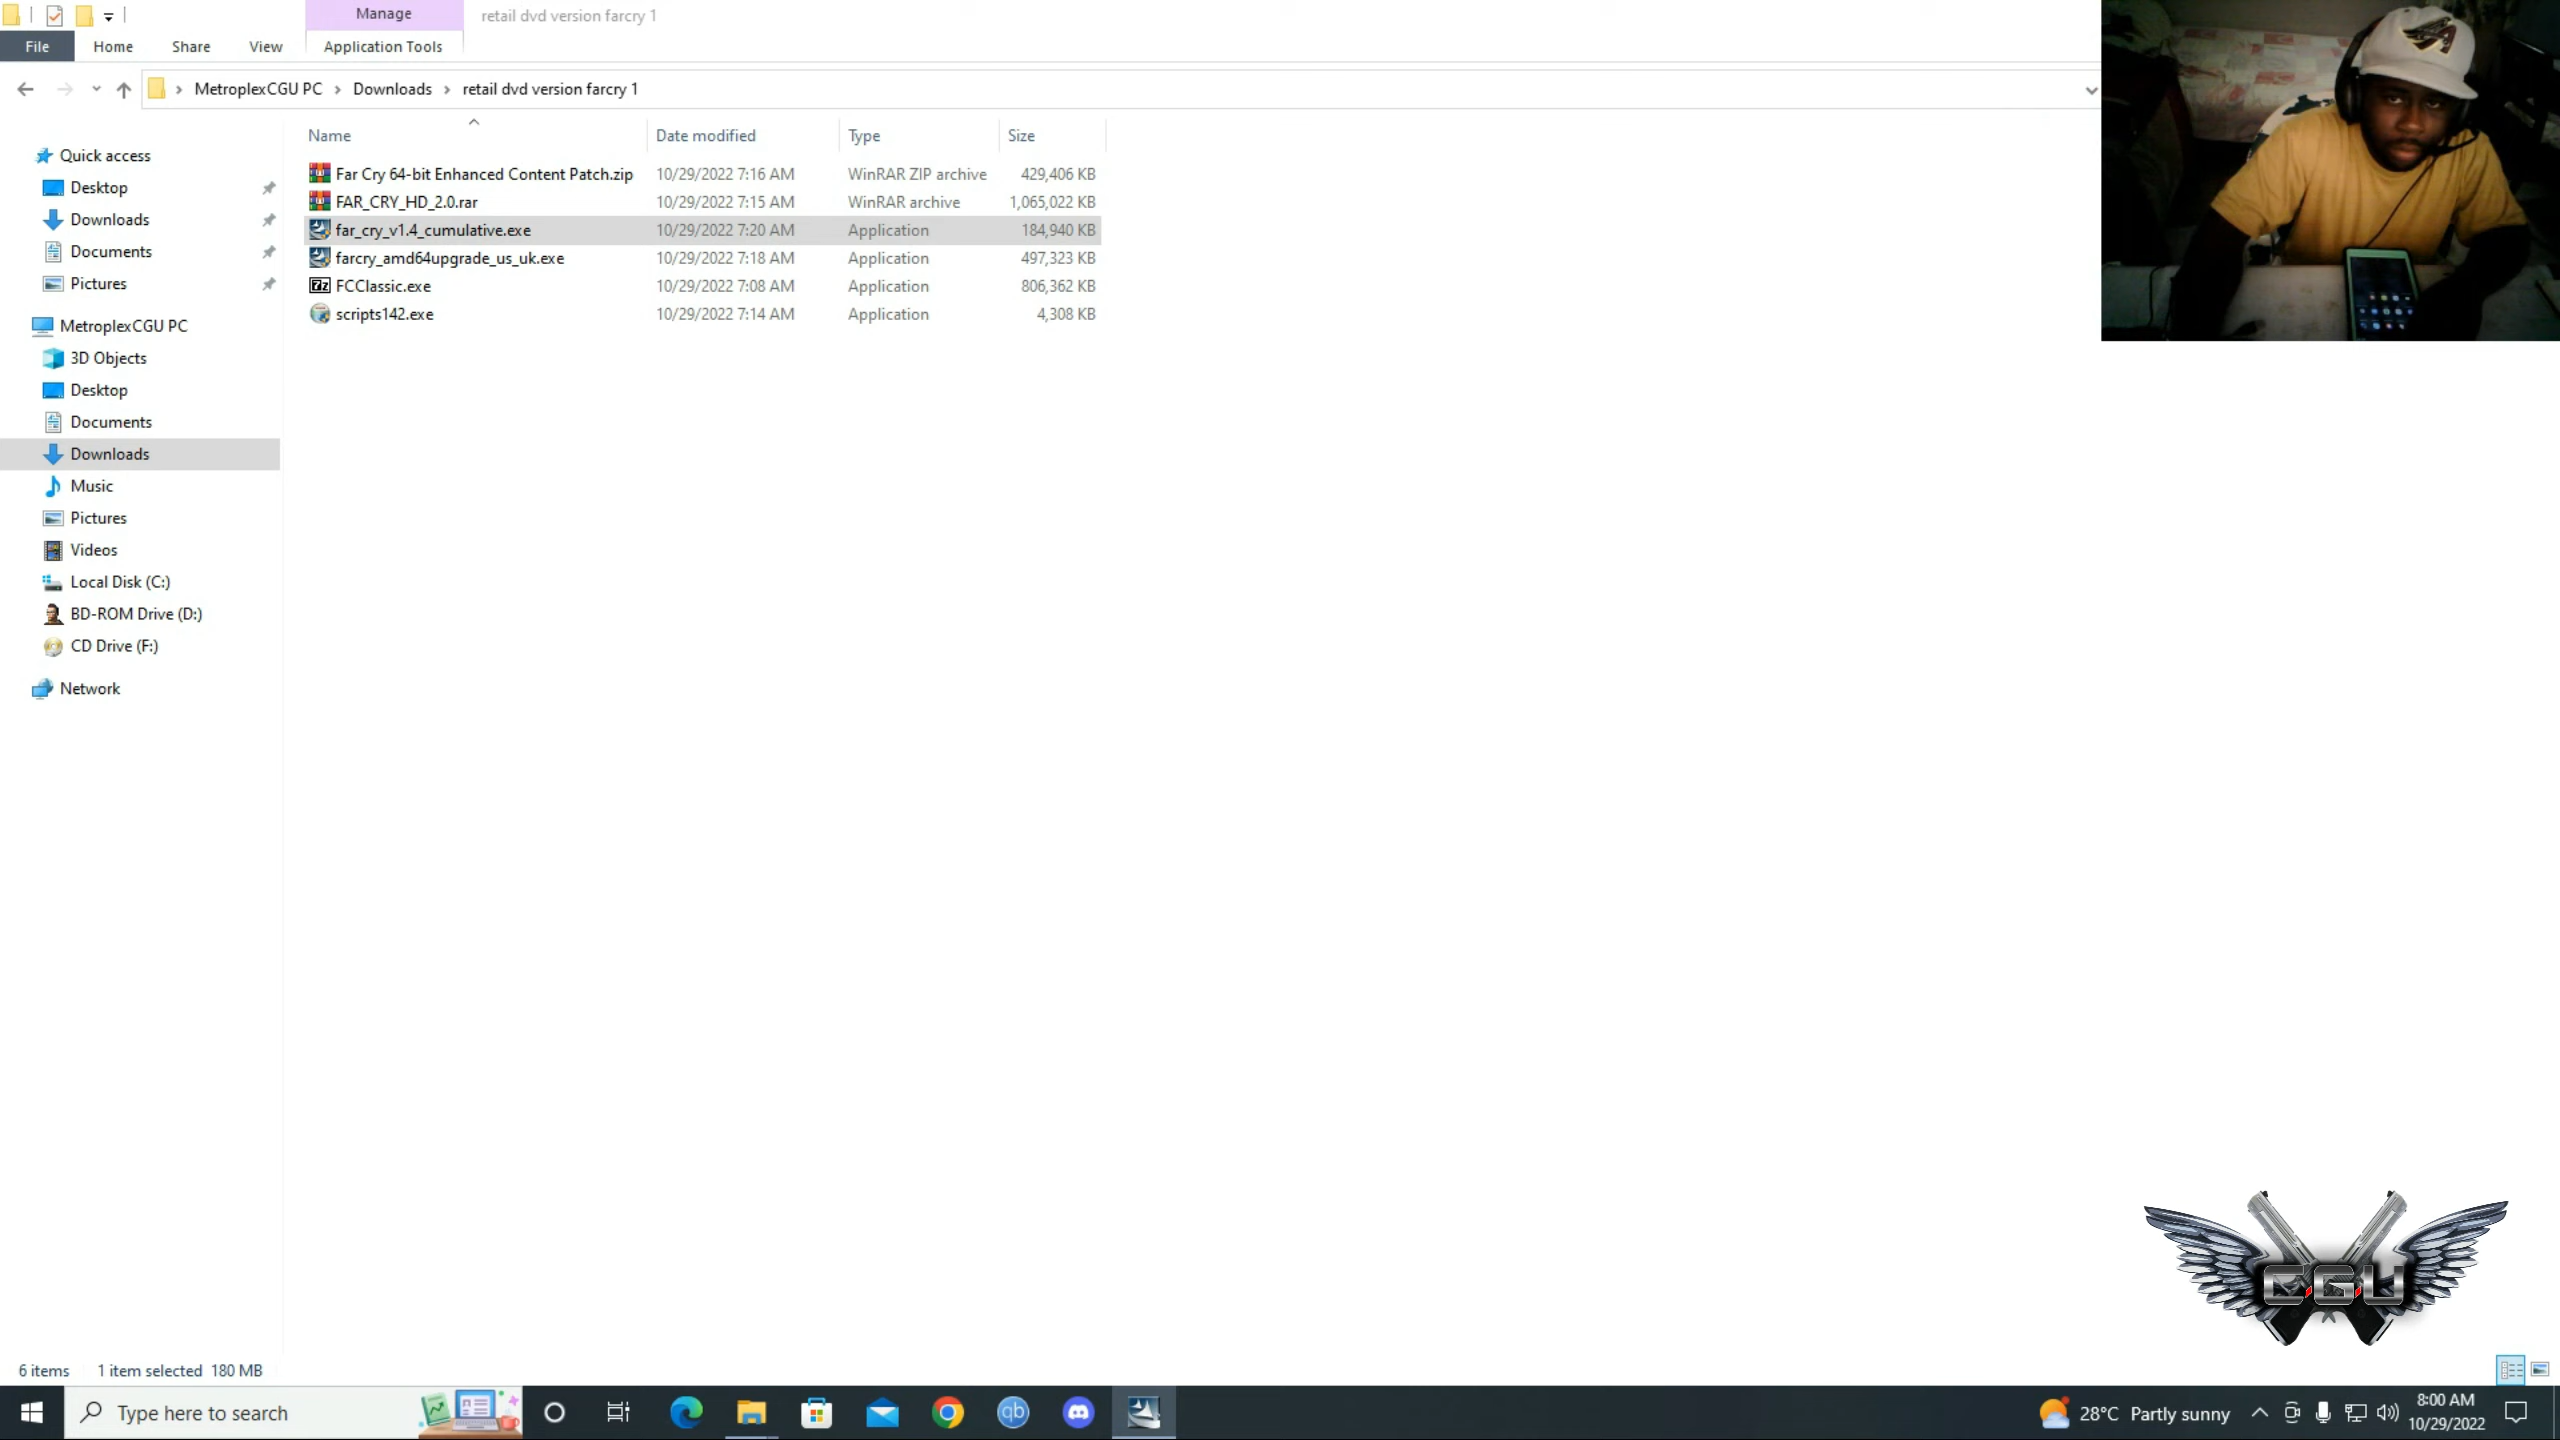 Manage
retail dvd version farcry 1
File
Home
Share
View
Application Tools
MetroplexCGU PC
Downloads
retail dvd version farcry 1
Name
Date modified
Type
Size
Far Cry 64-bit Enhanced Content Patch.zip 10/29/2022 7:16 AM WinRAR ZIP archive 429,406 KB
FAR_CRY_HD_2.0.rar 10/29/2022 7:15 AM WinRAR archive 1,065,022 KB
far_cry_v1.4_cumulative.exe 10/29/2022 7:20 AM Application 184,940 KB
farcry_amd64upgrade_us_uk.exe 10/29/2022 7:18 AM Application 497,323 KB
FCClassic.exe 10/29/2022 7:08 AM Application 806,362 KB
scripts142.exe 10/29/2022 7:14 AM Application 4,308 KB
Quick access
Desktop
Downloads
Documents
Pictures
MetroplexCGU PC
3D Objects
Desktop
Documents
Downloads
Music
Pictures
Videos
Local Disk (C:)
BD-ROM Drive (D:)
CD Drive (F:)
Network
C.G.U
6 items 1 item selected 180 MB
Type here to search
qb
28°C Partly sunny
8:00 AM
10/29/2022